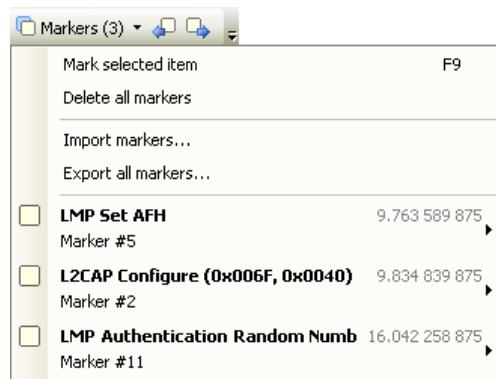 Markers (3)
Mark selected item F9
Delete all markers
Import markers...
Export all markers...
LMP Set AFH 9.763 589 875
Marker #5
L2CAP Configure (0x006F, 0x0040) 9.834 839 875
Marker #2
LMP Authentication Random Numb 16.042 258 875
Marker #11